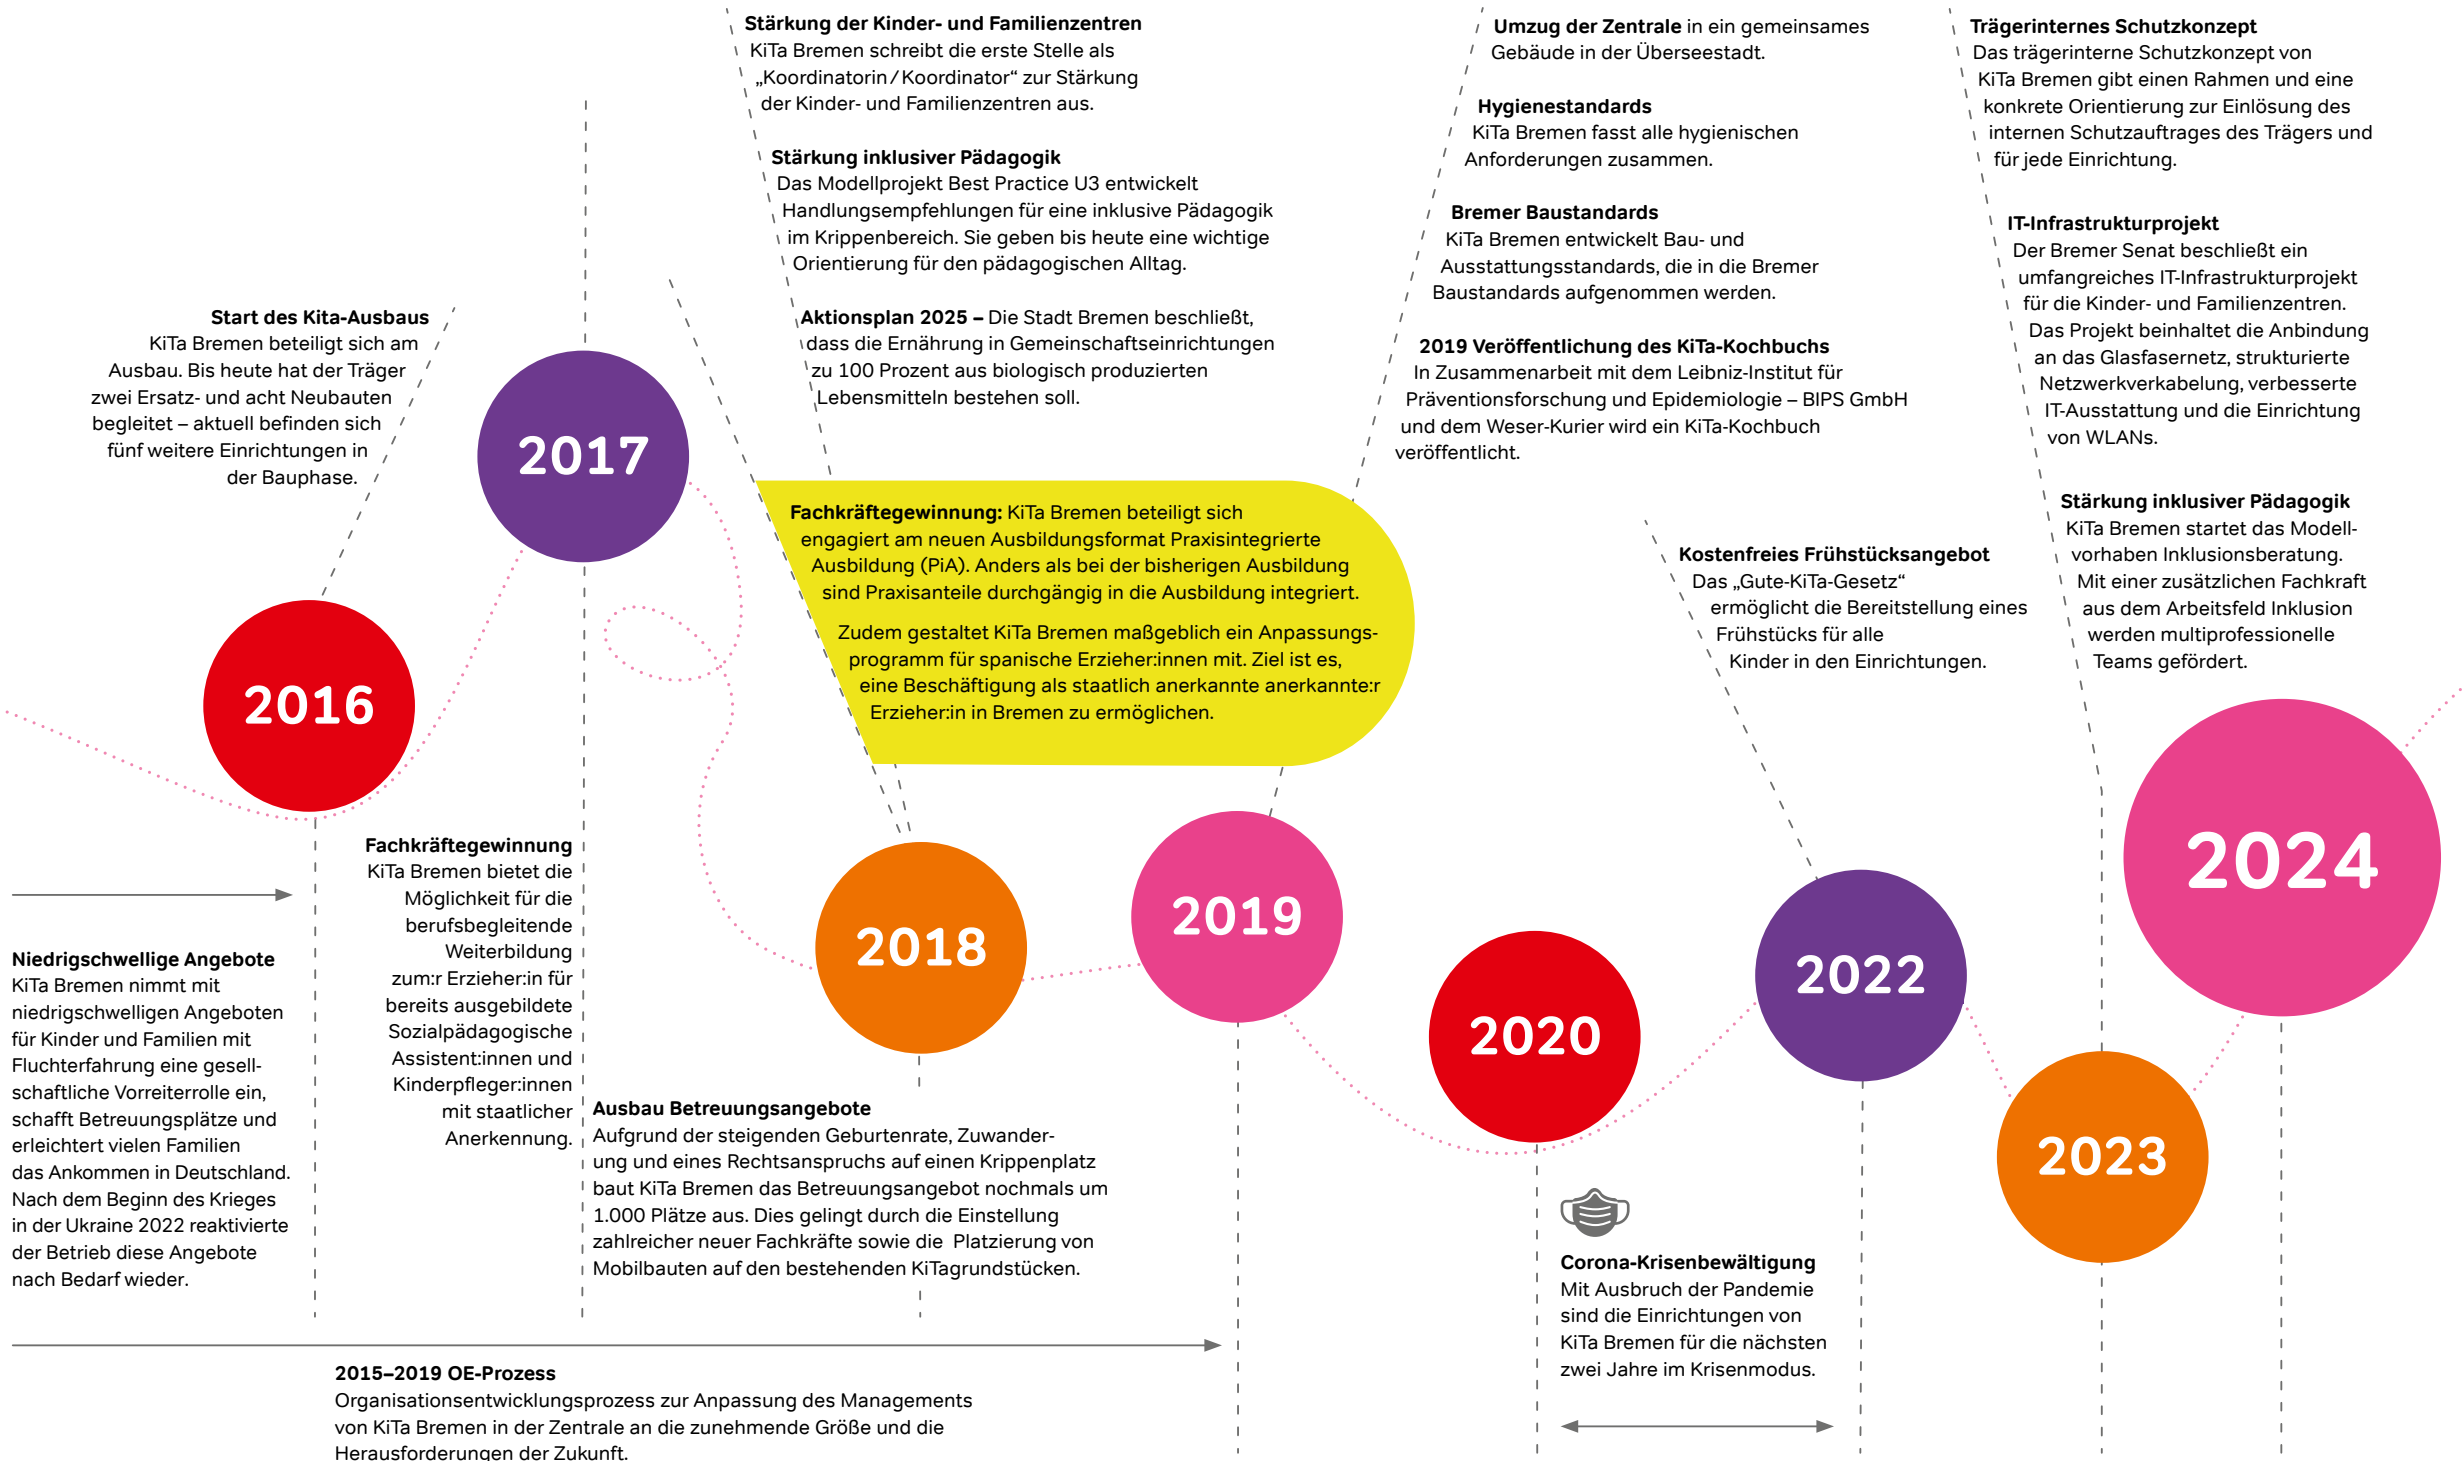 Start des Kita-Ausbaus
KiTa Bremen beteiligt sich am
Ausbau. Bis heute hat der Träger
zwei Ersatz- und acht Neubauten
begleitet – aktuell befinden sich
fünf weitere Einrichtungen in
der Bauphase.
2016
Niedrigschwellige Angebote
KiTa Bremen nimmt mit
niedrigschwelligen Angeboten
für Kinder und Familien mit
Fluchterfahrung eine gesell-
schaftliche Vorreiterrolle ein,
schafft Betreuungsplätze und
erleichtert vielen Familien
das Ankommen in Deutschland.
Nach dem Beginn des Krieges
in der Ukraine 2022 reaktivierte
der Betrieb diese Angebote
nach Bedarf wieder.
2017
Fachkräftegewinnung
KiTa Bremen bietet die
Möglichkeit für die
berufsbegleitende
Weiterbildung
zum:r Erzieher:in für
bereits ausgebildete
Sozialpädagogische
Assistent:innen und
Kinderpfleger:innen
mit staatlicher
Anerkennung.
Stärkung der Kinder- und Familienzentren
KiTa Bremen schreibt die erste Stelle als
„Koordinatorin/Koordinator“ zur Stärkung
der Kinder- und Familienzentren aus.
Stärkung inklusiver Pädagogik
Das Modellprojekt Best Practice U3 entwickelt
Handlungsempfehlungen für eine inklusive Pädagogik
im Krippenbereich. Sie geben bis heute eine wichtige
Orientierung für den pädagogischen Alltag.
Aktionsplan 2025 – Die Stadt Bremen beschließt,
dass die Ernährung in Gemeinschaftseinrichtungen
zu 100 Prozent aus biologisch produzierten
Lebensmitteln bestehen soll.
Fachkräftegewinnung: KiTa Bremen beteiligt sich
engagiert am neuen Ausbildungsformat Praxisintegrierte
Ausbildung (PiA). Anders als bei der bisherigen Ausbildung
sind Praxisanteile durchgängig in die Ausbildung integriert.
Zudem gestaltet KiTa Bremen maßgeblich ein Anpassungs-
programm für spanische Erzieher:innen mit. Ziel ist es,
eine Beschäftigung als staatlich anerkannte anerkannte:r
Erzieher:in in Bremen zu ermöglichen.
2018
Ausbau Betreuungsangebote
Aufgrund der steigenden Geburtenrate, Zuwander-
ung und eines Rechtsanspruchs auf einen Krippenplatz
baut KiTa Bremen das Betreuungsangebot nochmals um
1.000 Plätze aus. Dies gelingt durch die Einstellung
zahlreicher neuer Fachkräfte sowie die Platzierung von
Mobilbauten auf den bestehenden KiTagrundstücken.
2015–2019 OE-Prozess
Organisationsentwicklungsprozess zur Anpassung des Managements
von KiTa Bremen in der Zentrale an die zunehmende Größe und die
Herausforderungen der Zukunft.
Umzug der Zentrale in ein gemeinsames
Gebäude in der Überseestadt.
Hygienestandards
KiTa Bremen fasst alle hygienischen
Anforderungen zusammen.
Bremer Baustandards
KiTa Bremen entwickelt Bau- und
Ausstattungsstandards, die in die Bremer
Baustandards aufgenommen werden.
2019 Veröffentlichung des KiTa-Kochbuchs
In Zusammenarbeit mit dem Leibniz-Institut für
Präventionsforschung und Epidemiologie – BIPS GmbH
und dem Weser-Kurier wird ein KiTa-Kochbuch
veröffentlicht.
2019
2020
Corona-Krisenbewältigung
Mit Ausbruch der Pandemie
sind die Einrichtungen von
KiTa Bremen für die nächsten
zwei Jahre im Krisenmodus.
Kostenfreies Frühstücksangebot
Das „Gute-KiTa-Gesetz“
ermöglicht die Bereitstellung eines
Frühstücks für alle
Kinder in den Einrichtungen.
2022
Trägerinternes Schutzkonzept
Das trägerinterne Schutzkonzept von
KiTa Bremen gibt einen Rahmen und eine
konkrete Orientierung zur Einlösung des
internen Schutzauftrages des Trägers und
für jede Einrichtung.
IT-Infrastrukturprojekt
Der Bremer Senat beschließt ein
umfangreiches IT-Infrastrukturprojekt
für die Kinder- und Familienzentren.
Das Projekt beinhaltet die Anbindung
an das Glasfasernetz, strukturierte
Netzwerkverkabelung, verbesserte
IT-Ausstattung und die Einrichtung
von WLANs.
Stärkung inklusiver Pädagogik
KiTa Bremen startet das Modell-
vorhaben Inklusionsberatung.
Mit einer zusätzlichen Fachkraft
aus dem Arbeitsfeld Inklusion
werden multiprofessionelle
Teams gefördert.
2023
2024